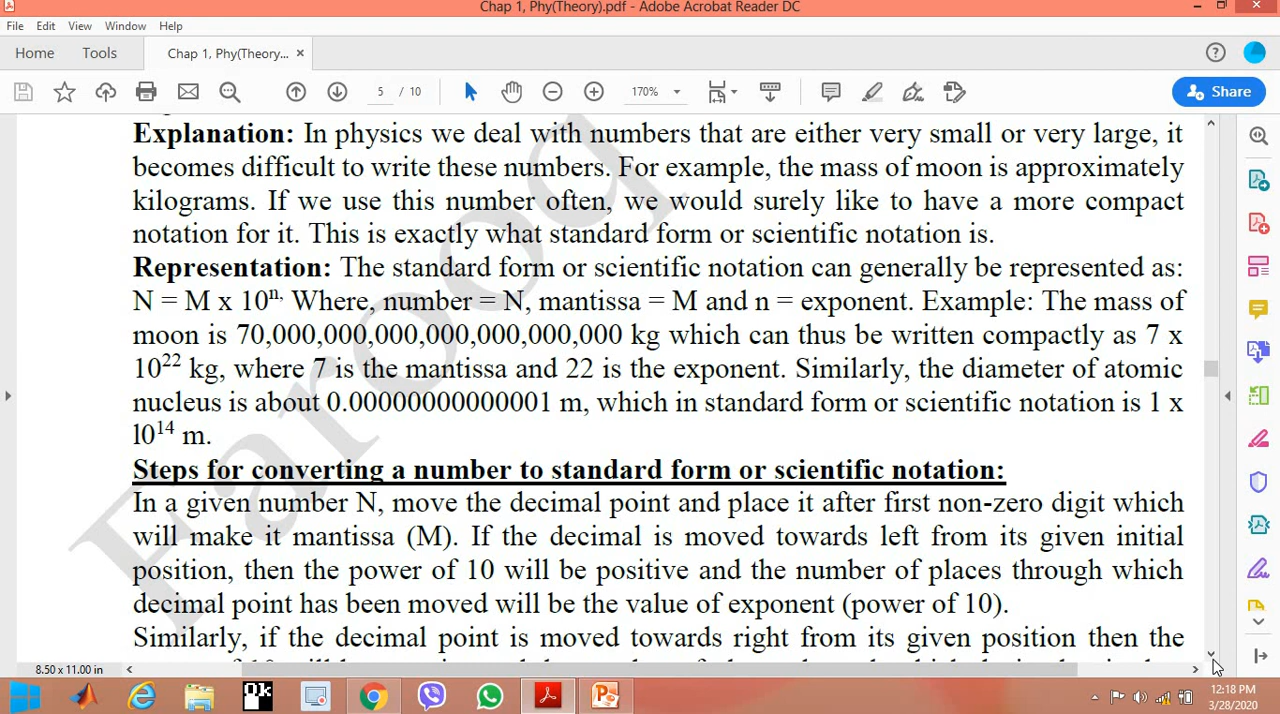 Chap 1, Phy(Theory).pdf - Adobe Acrobat Reader DC
File Edit View Window Help
Home Tools Chap 1, Phy(Theory... ×
5 / 10 170% Share
Explanation: In physics we deal with numbers that are either very small or very large, it
becomes difficult to write these numbers. For example, the mass of moon is approximately
kilograms. If we use this number often, we would surely like to have a more compact
notation for it. This is exactly what standard form or scientific notation is.
Representation: The standard form or scientific notation can generally be represented as:
N = M x 10ⁿ, Where, number = N, mantissa = M and n = exponent. Example: The mass of
moon is 70,000,000,000,000,000,000,000 kg which can thus be written compactly as 7 x
10²² kg, where 7 is the mantissa and 22 is the exponent. Similarly, the diameter of atomic
nucleus is about 0.00000000000001 m, which in standard form or scientific notation is 1 x
l0¹⁴ m.
Steps for converting a number to standard form or scientific notation:
In a given number N, move the decimal point and place it after first non-zero digit which
will make it mantissa (M). If the decimal is moved towards left from its given initial
position, then the power of 10 will be positive and the number of places through which
decimal point has been moved will be the value of exponent (power of 10).
Similarly, if the decimal point is moved towards right from its given position then the
Farooq
8.50 x 11.00 in
12:18 PM
3/28/2020